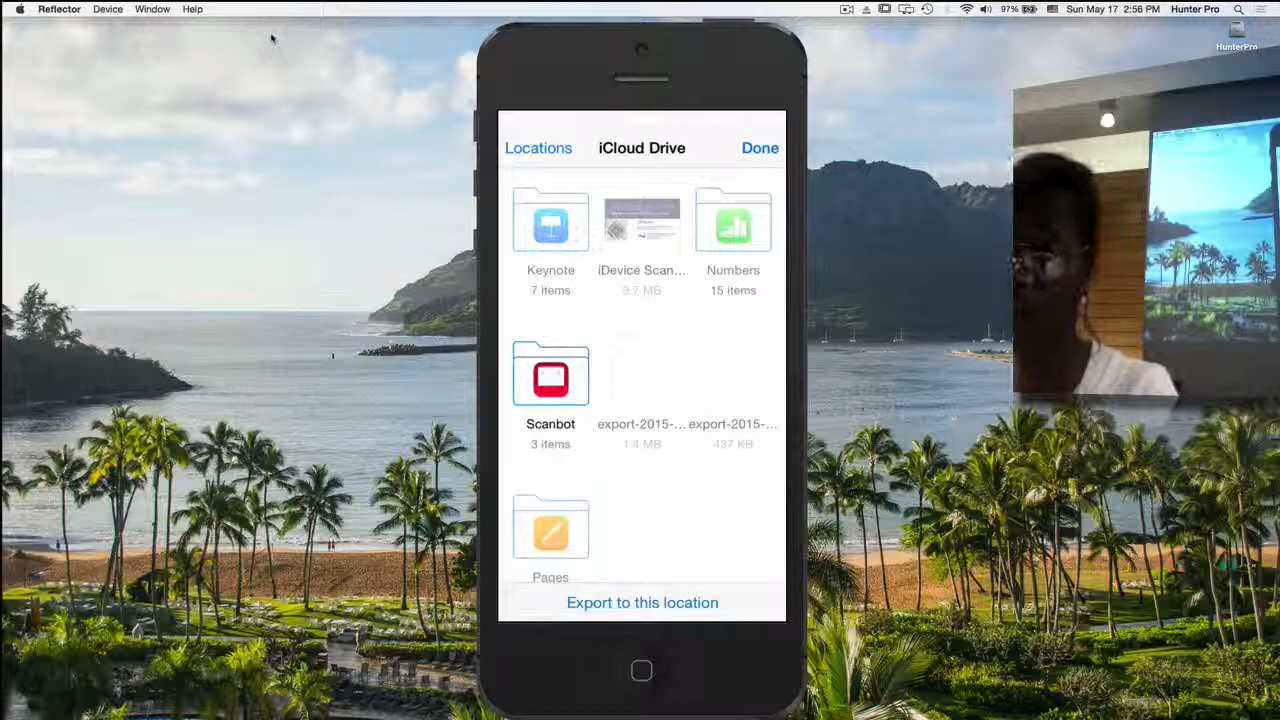 Reflector Device Window Help
97% Sun May 17 2:56 PM Hunter Pro
HunterPro
Locations iCloud Drive Done
Keynote iDevice Scan... Numbers
7 items 9.7 MB 15 items
Scanbot export-2015-... export-2015-...
3 items 1.4 MB 437 KB
Pages
Export to this location